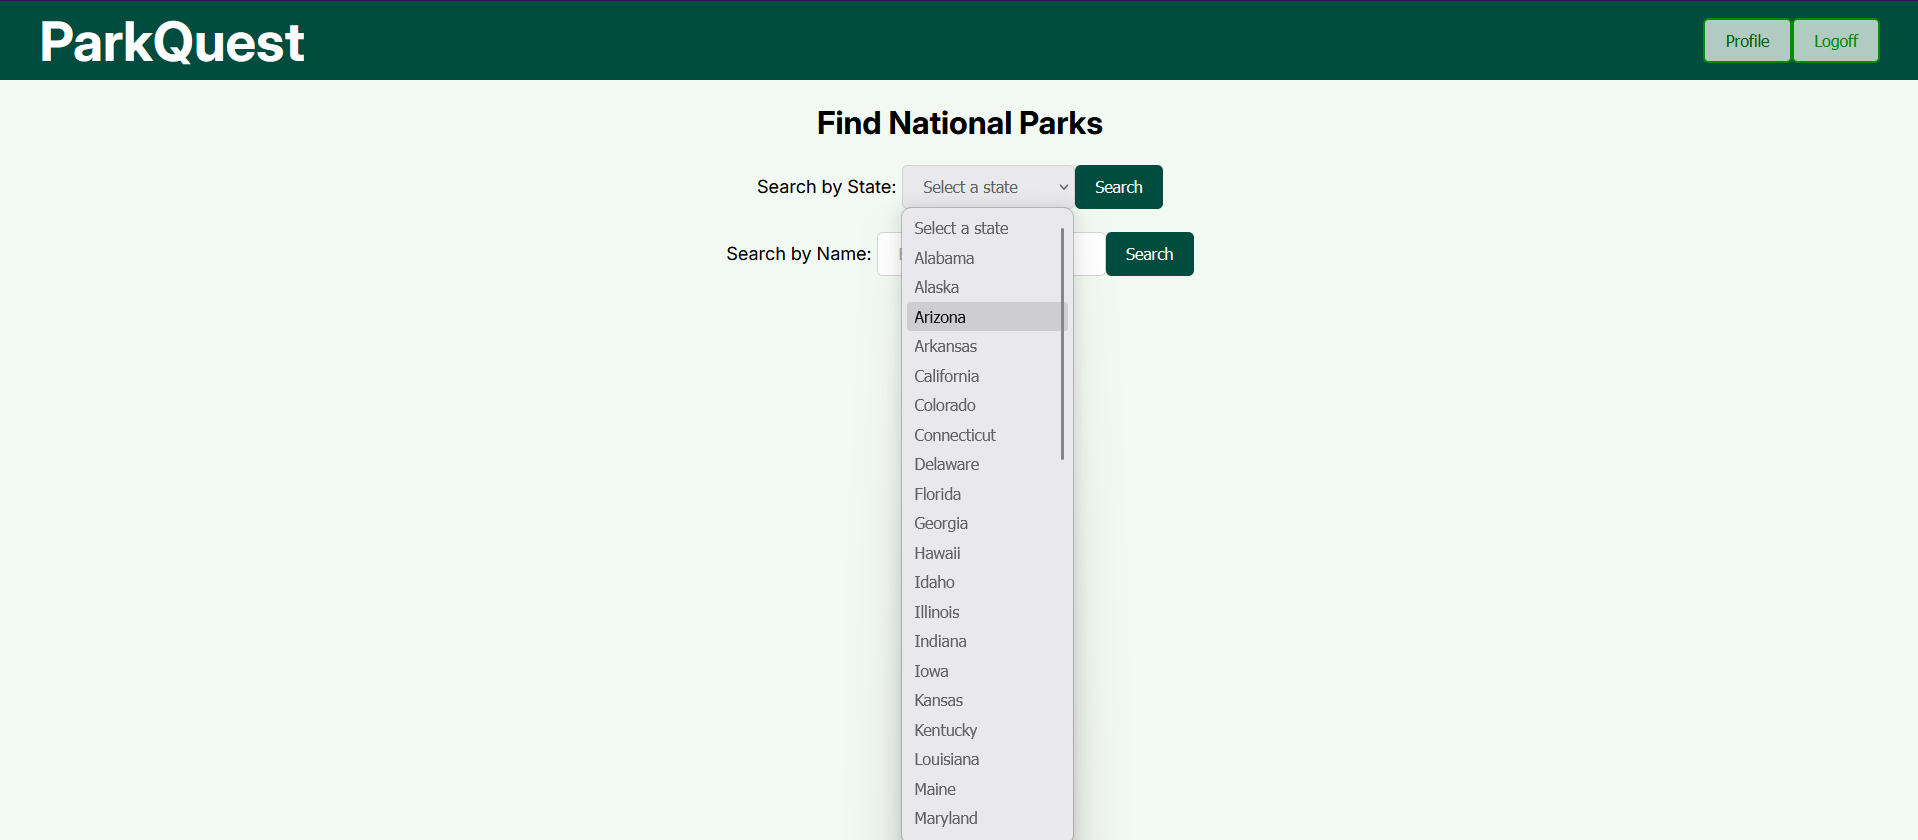 ParkQuest
Profile
Logoff
Find National Parks
Search by State:
Select a state
Search
Search by Name:
Search
Select a state
Alabama
Alaska
Arizona
Arkansas
California
Colorado
Connecticut
Delaware
Florida
Georgia
Hawaii
Idaho
Illinois
Indiana
Iowa
Kansas
Kentucky
Louisiana
Maine
Maryland